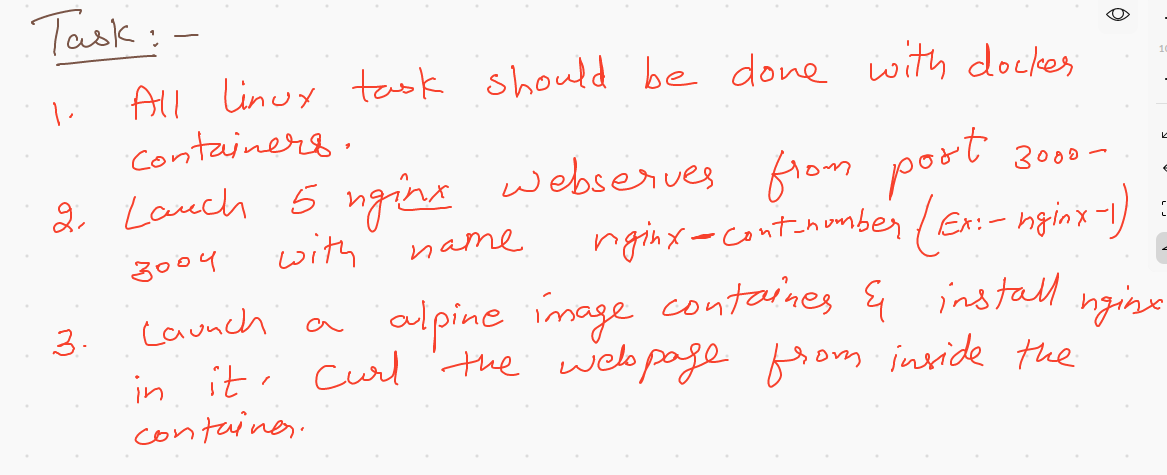 Task:-
1. All linux task should be done with docker
containers.
2. Lauch 5 nginx webservers from port 3000-
3004 with name nginx-cont-number (Ex:- nginx-1)
3. Launch a alpine image container & install nginx
in it. Curl the webpage from inside the
container.